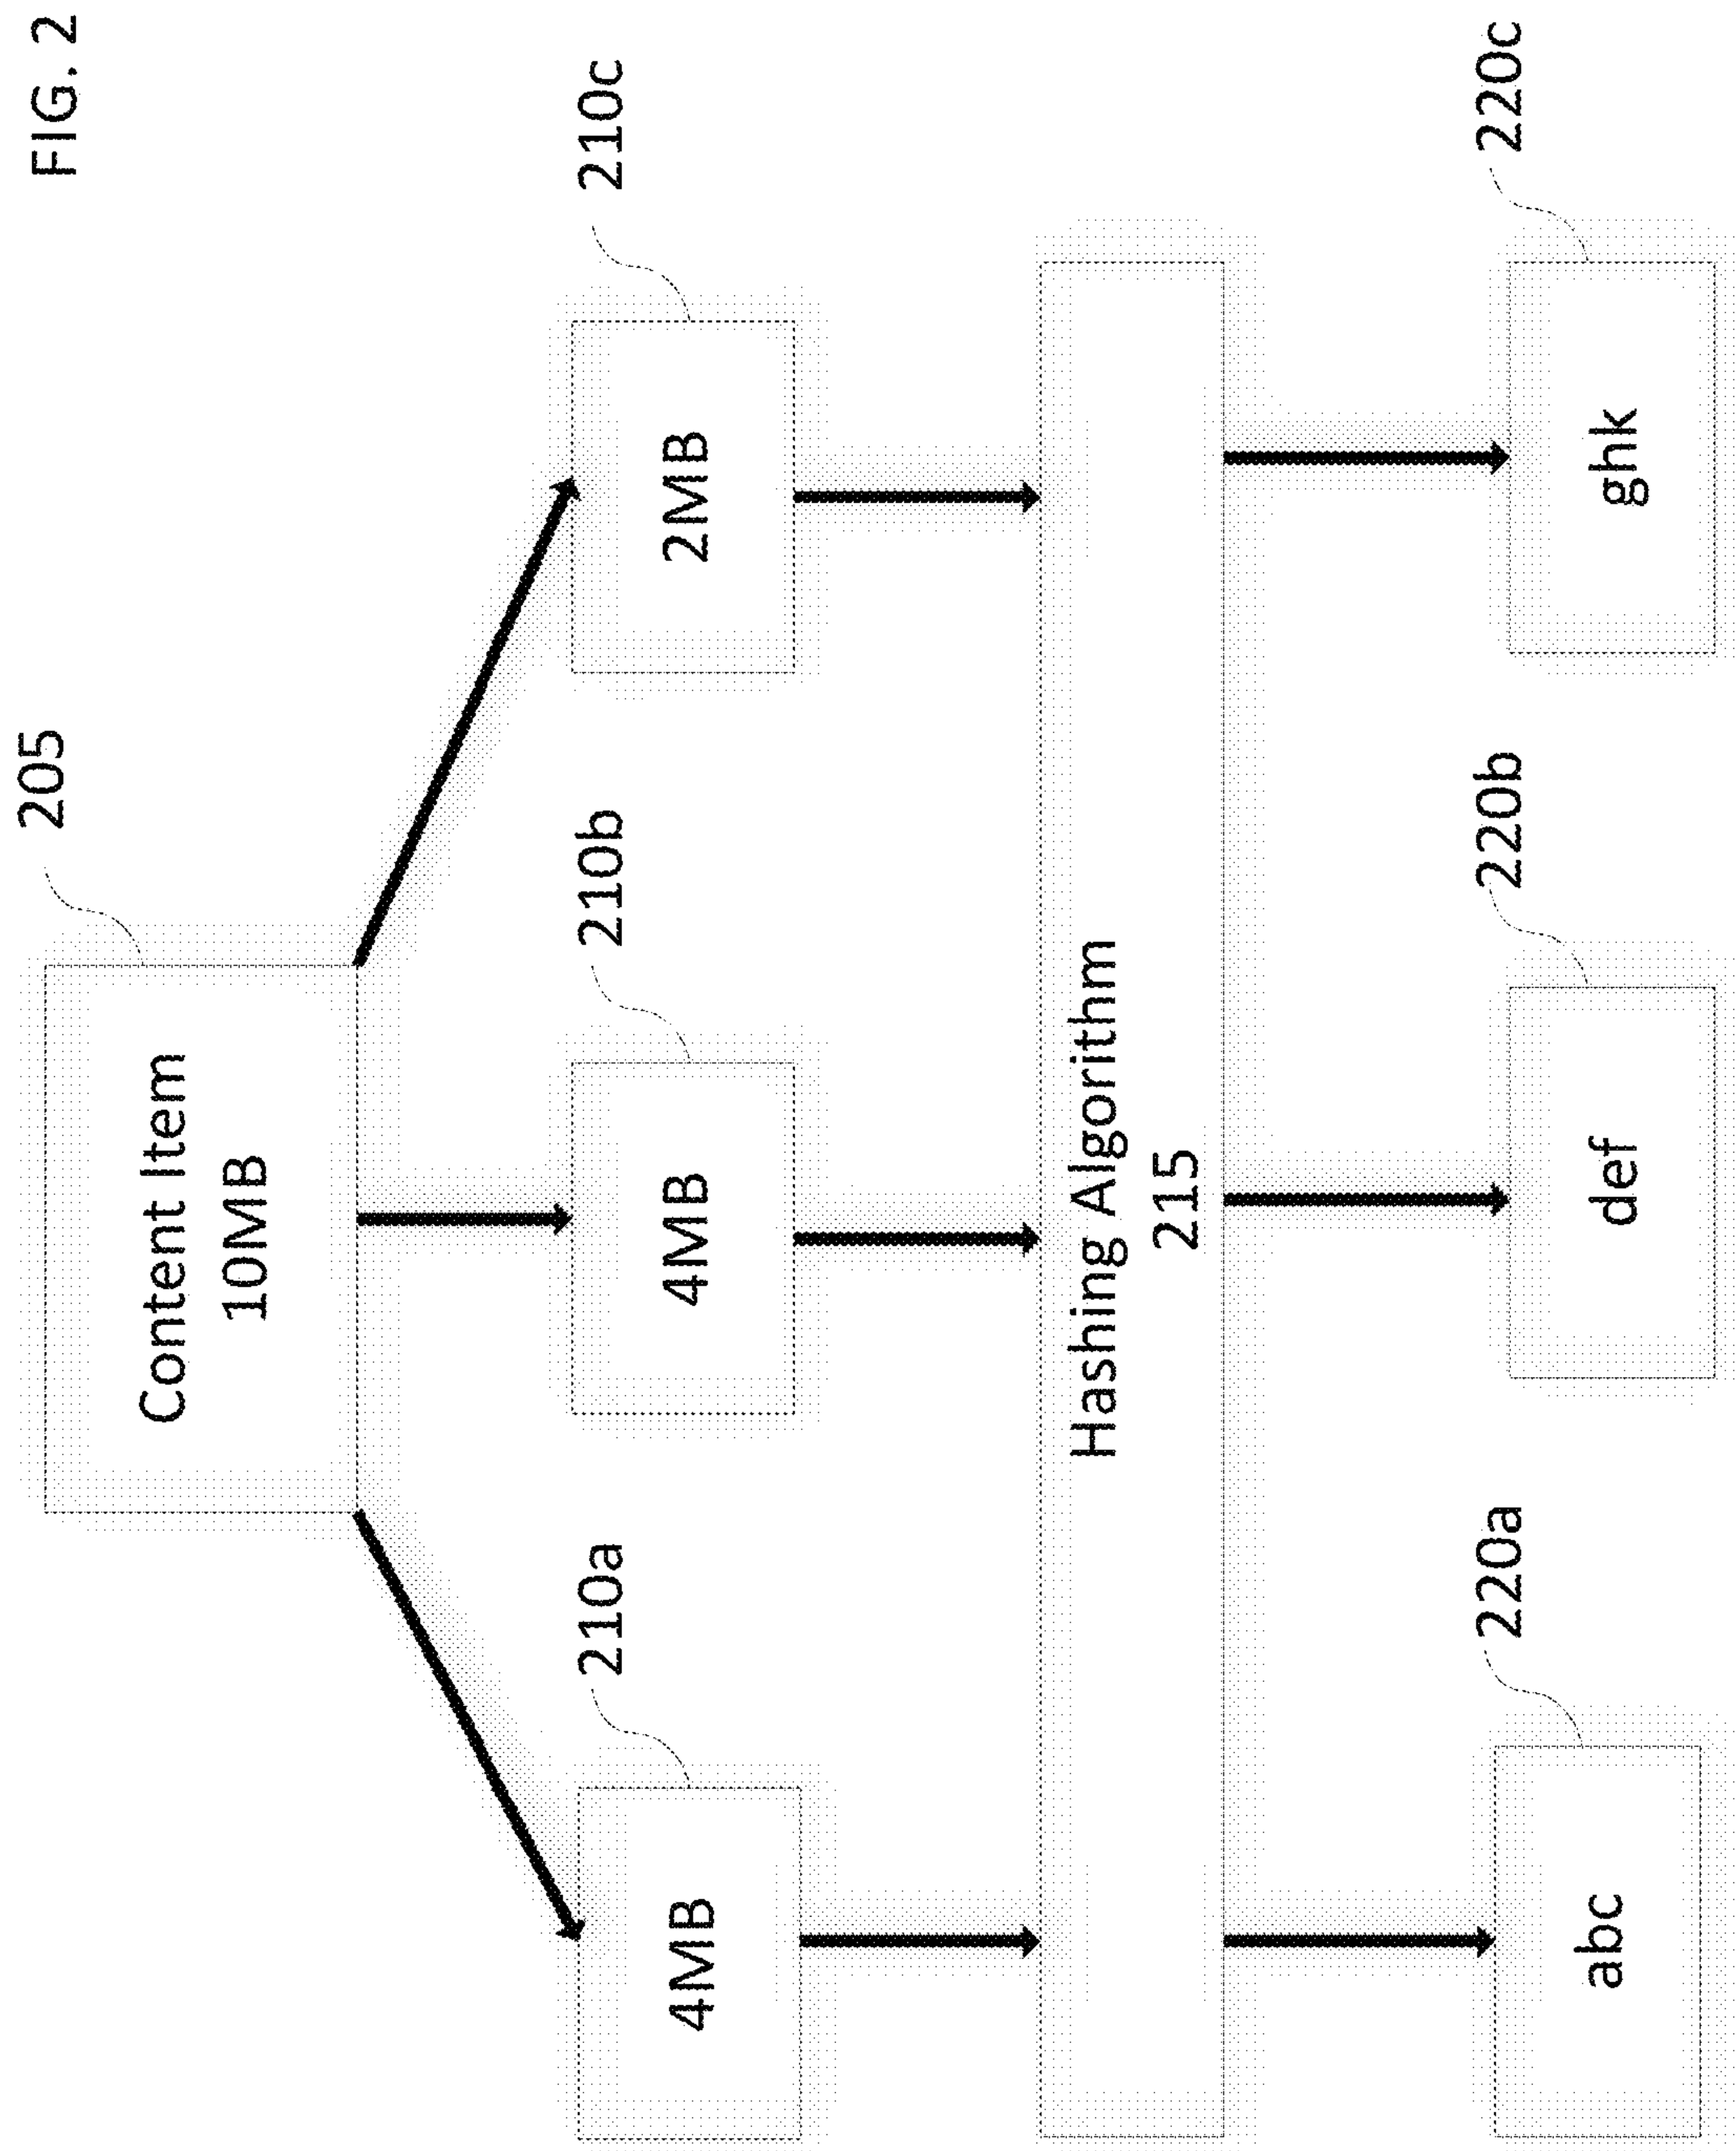 FIG. 2
205
Content Item
10MB
210a
210b
210c
4MB
4MB
2MB
Hashing Algorithm
215
220a
220b
220c
abc
def
ghk